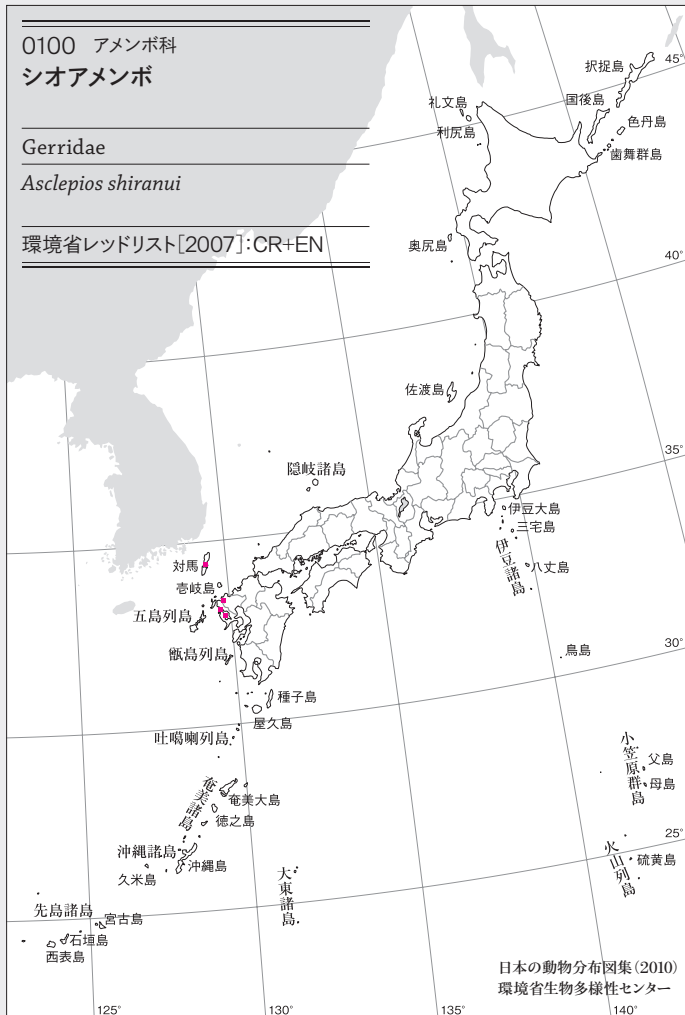 0100 アメンボ科
シオアメンボ
Gerridae
Asclepios shiranui
環境省レッドリスト[2007]:CR+EN
択捉島
45°
礼文島
国後島
利尻島
色丹島
歯舞群島
奥尻島
40°
佐渡島
35°
隠岐諸島
伊豆大島
三宅島
伊豆諸島
八丈島
対馬
壱岐島
五島列島
甑島列島
鳥島
30°
種子島
屋久島
吐噶喇列島
小笠原群島
父島
母島
奄美諸島
奄美大島
徳之島
25°
沖縄諸島
沖縄島
久米島
火山列島
硫黄島
大東諸島
先島諸島
宮古島
石垣島
西表島
日本の動物分布図集(2010)
環境省生物多様性センター
125°
130°
135°
140°